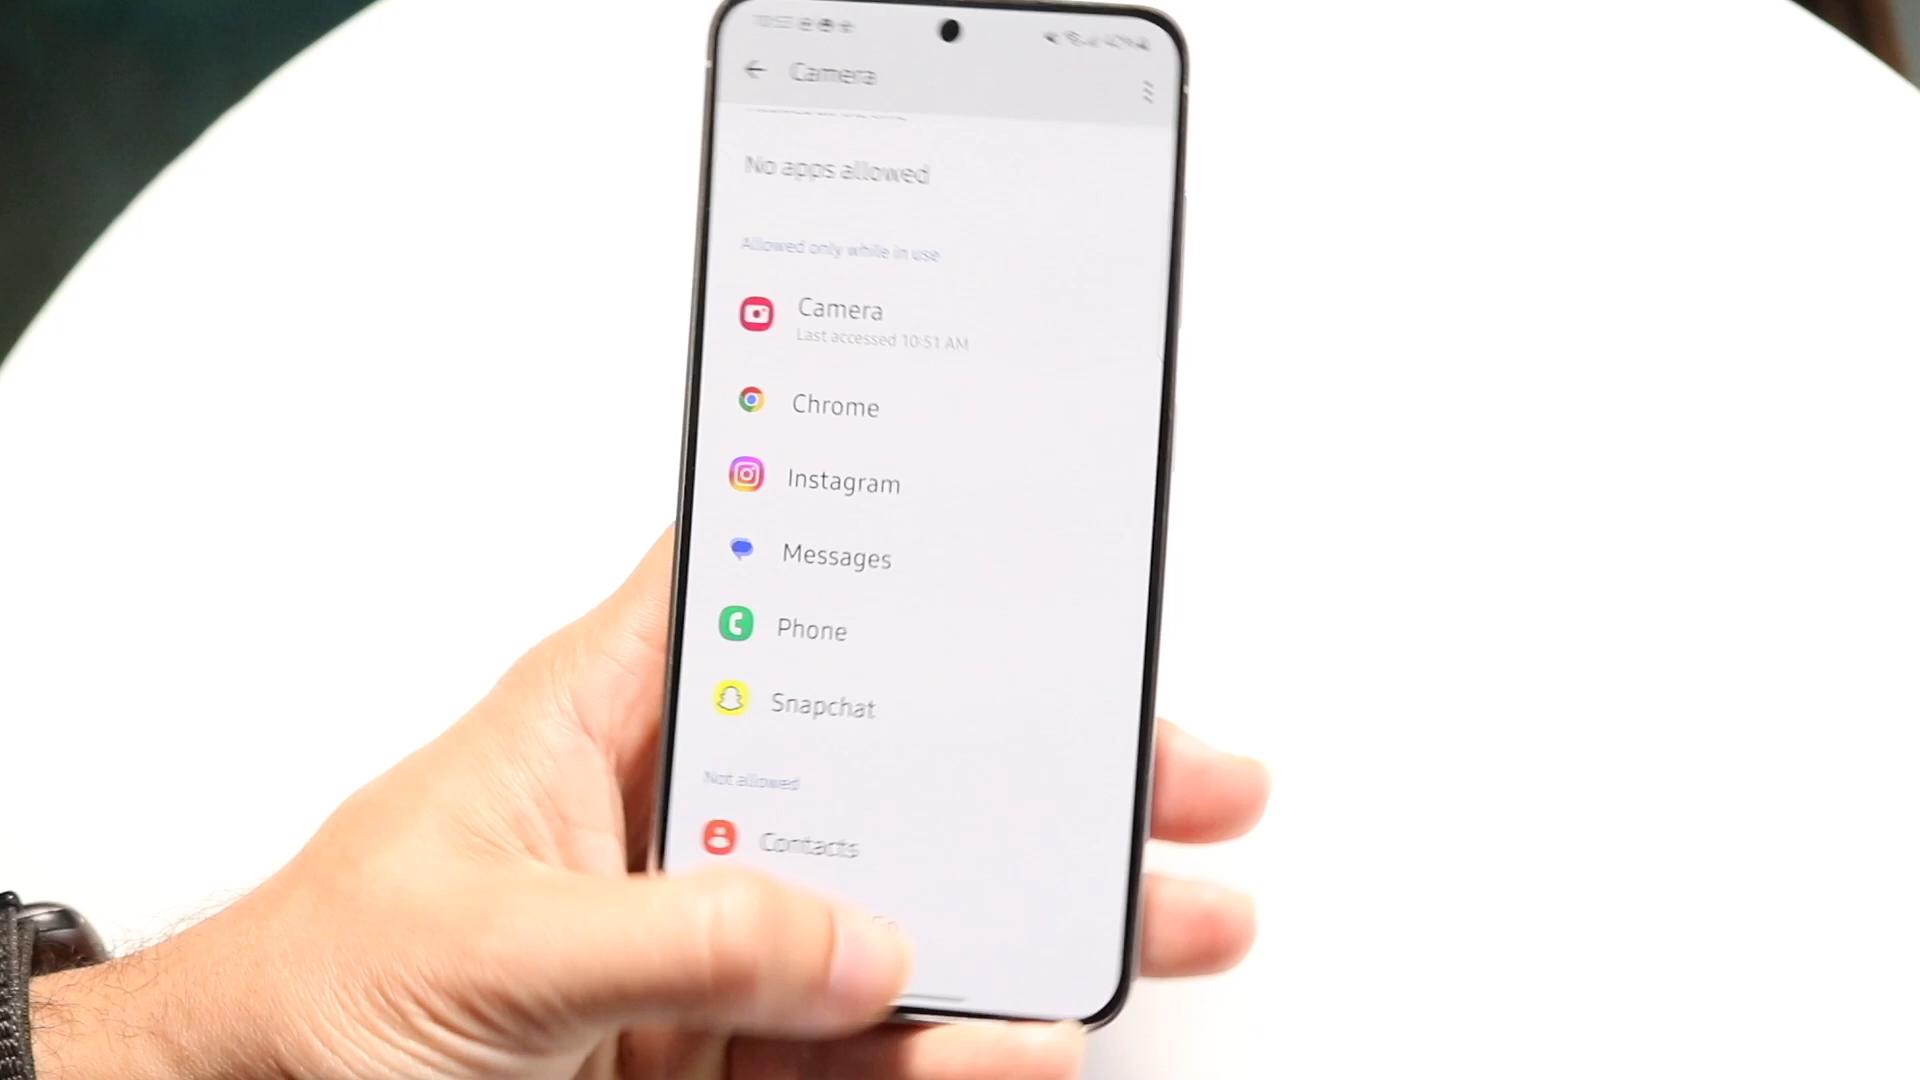 Camera
No apps allowed
Allowed only while in use
Camera
Last accessed 10:51 AM
Chrome
Instagram
Messages
Phone
Snapchat
Not allowed
Contacts
Go